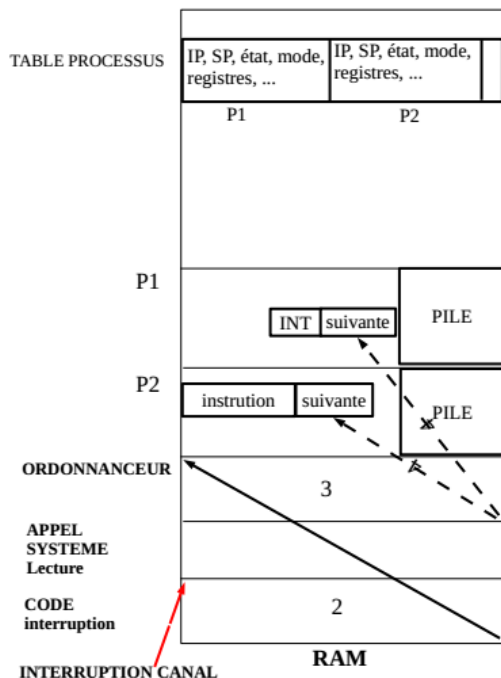 TABLE PROCESSUS
IP, SP, état, mode,
registres, ...
IP, SP, état, mode,
registres, ...
P1
P2
P1
INT
suivante
PILE
P2
instrution
suivante
PILE
ORDONNANCEUR
3
APPEL
SYSTEME
Lecture
CODE
interruption
2
INTERRUPTION CANAL
RAM